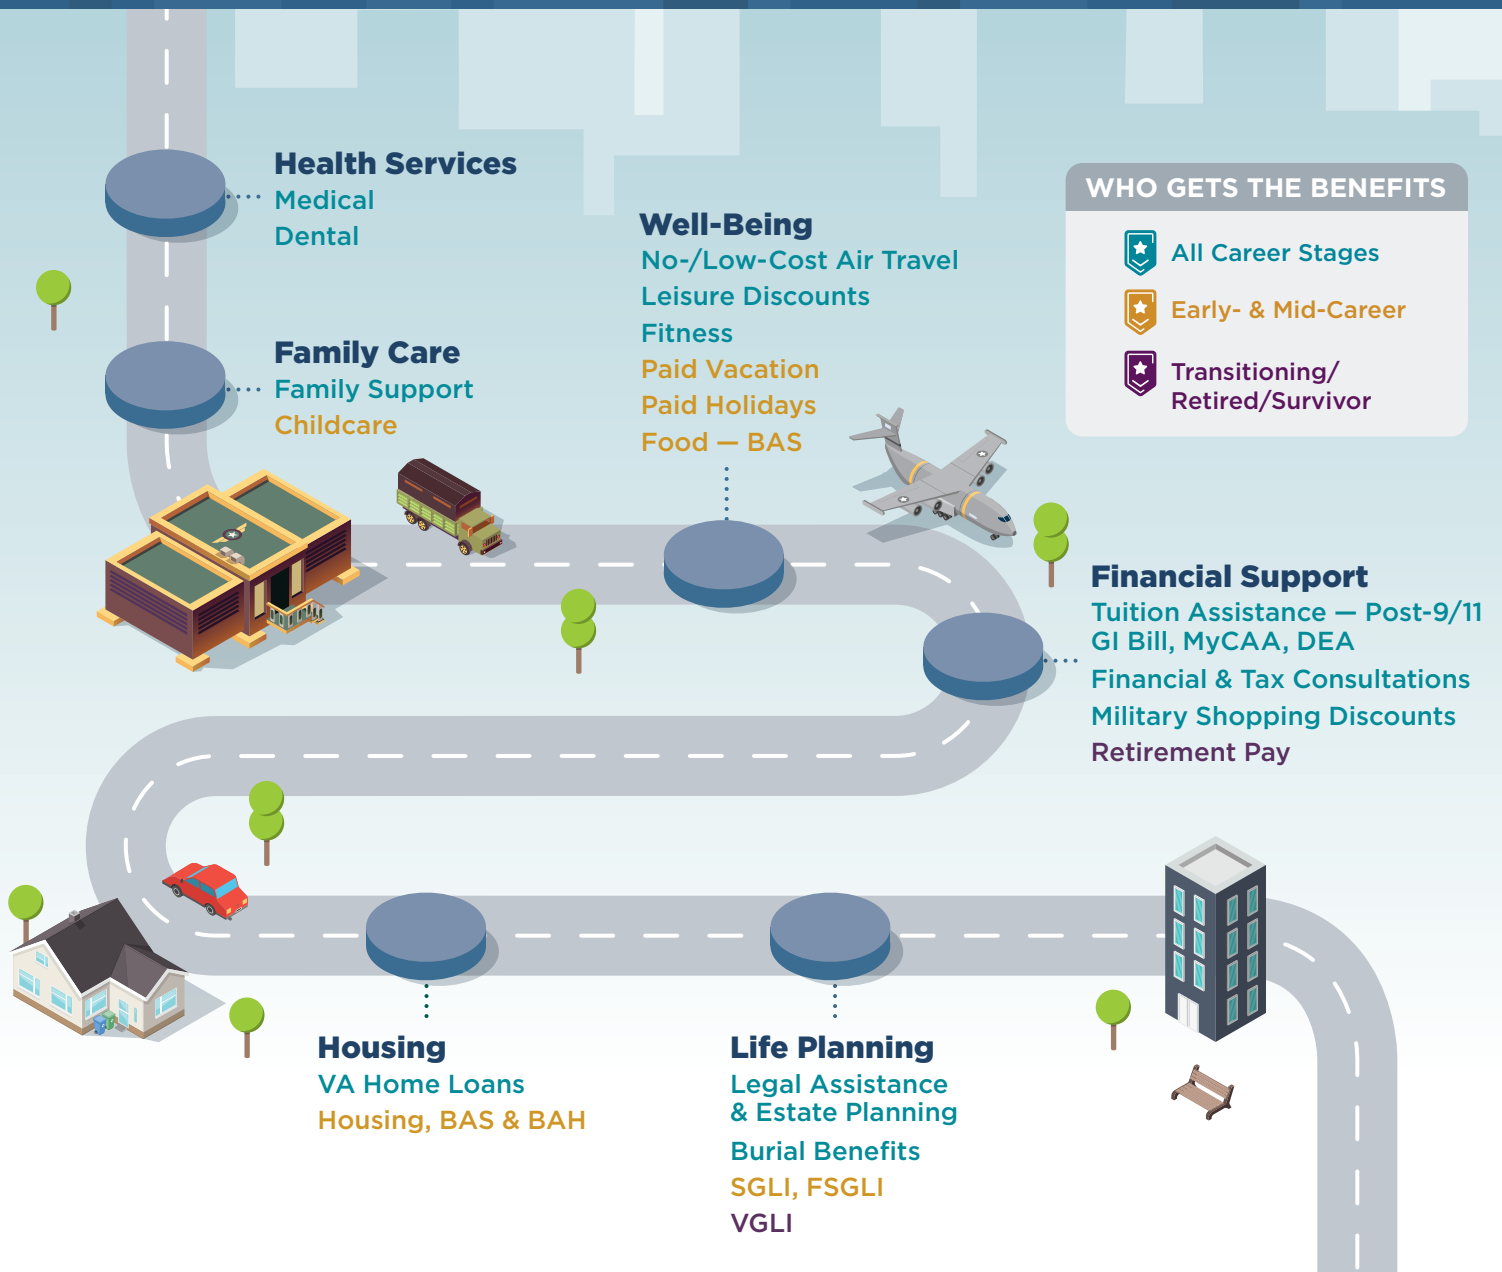 Health Services
Medical
Dental
WHO GETS THE BENEFITS
All Career Stages
Early- & Mid-Career
Transitioning/
Retired/Survivor
Well-Being
No-/Low-Cost Air Travel
Leisure Discounts
Fitness
Paid Vacation
Paid Holidays
Food — BAS
Family Care
Family Support
Childcare
Financial Support
Tuition Assistance — Post-9/11
GI Bill, MyCAA, DEA
Financial & Tax Consultations
Military Shopping Discounts
Retirement Pay
Housing
VA Home Loans
Housing, BAS & BAH
Life Planning
Legal Assistance
& Estate Planning
Burial Benefits
SGLI, FSGLI
VGLI